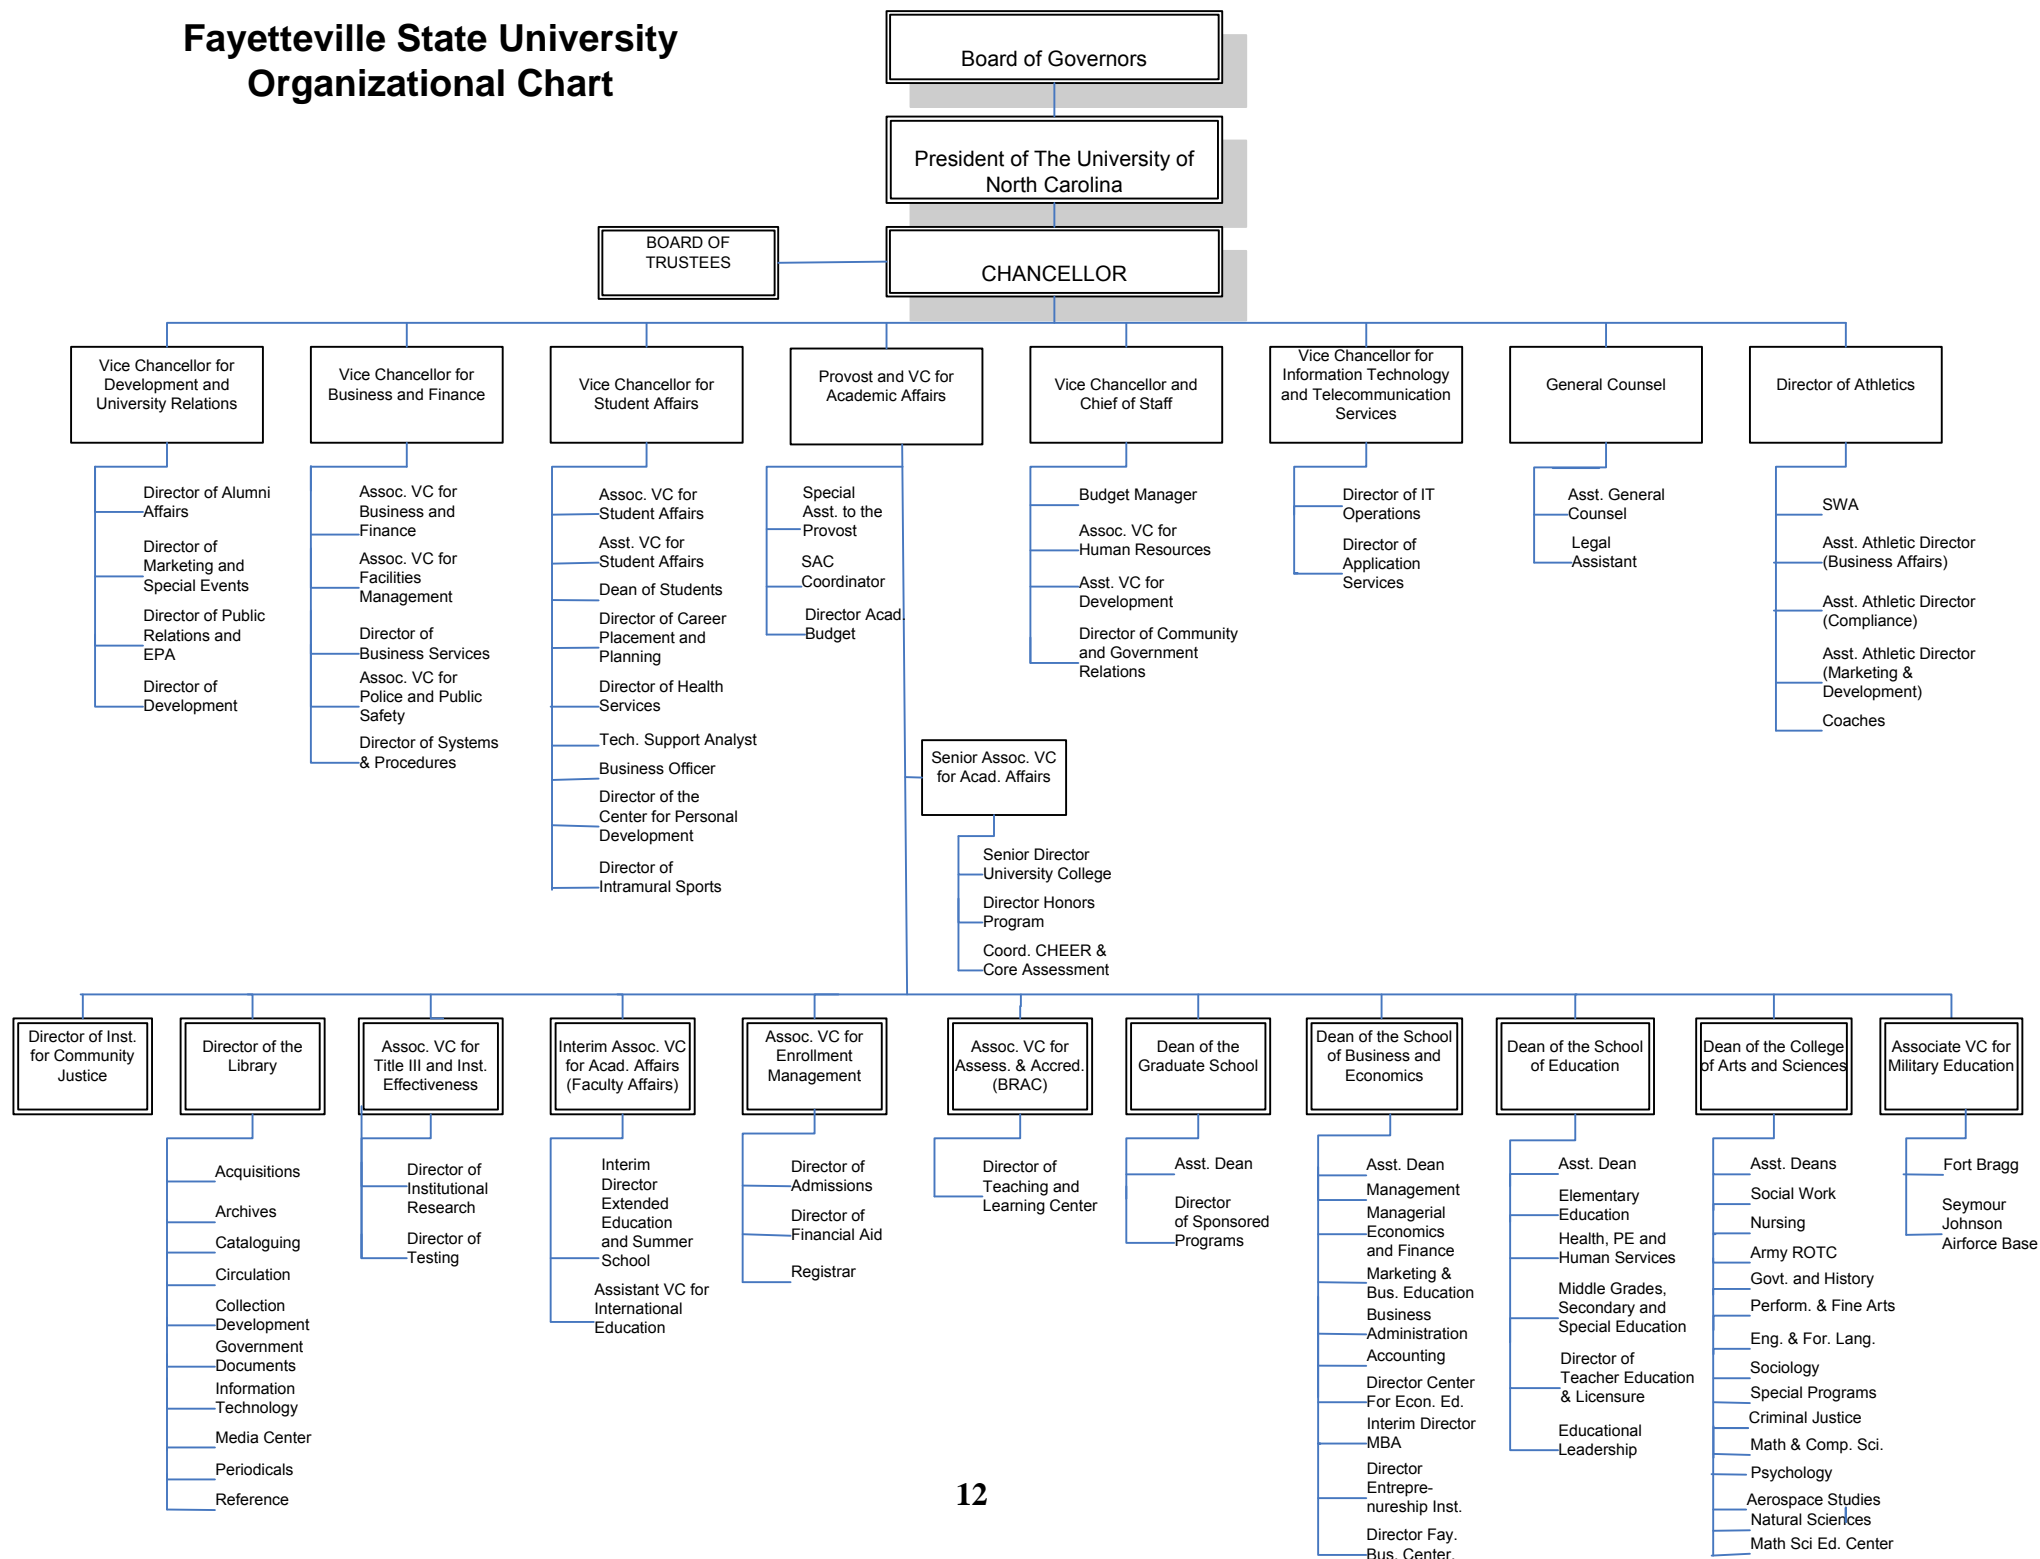 Fayetteville State University
Organizational Chart
Board of Governors
President of The University of
North Carolina
BOARD OF
TRUSTEES
CHANCELLOR
Vice Chancellor for
Development and
University Relations
Vice Chancellor for
Business and Finance
Vice Chancellor for
Student Affairs
Provost and VC for
Academic Affairs
Vice Chancellor and
Chief of Staff
Vice Chancellor for
Information Technology
and Telecommunication
Services
General Counsel
Director of Athletics
Director of Alumni
Affairs
Director of
Marketing and
Special Events
Director of Public
Relations and
EPA
Director of
Development
Assoc. VC for
Business and
Finance
Assoc. VC for
Facilities
Management
Director of
Business Services
Assoc. VC for
Police and Public
Safety
Director of Systems
& Procedures
Assoc. VC for
Student Affairs
Asst. VC for
Student Affairs
Dean of Students
Director of Career
Placement and
Planning
Director of Health
Services
Tech. Support Analyst
Business Officer
Director of the
Center for Personal
Development
Director of
Intramural Sports
Special
Asst. to the
Provost
SAC
Coordinator
Director Acad.
Budget
Budget Manager
Assoc. VC for
Human Resources
Asst. VC for
Development
Director of Community
and Government
Relations
Director of IT
Operations
Director of
Application
Services
Asst. General
Counsel
Legal
Assistant
SWA
Asst. Athletic Director
(Business Affairs)
Asst. Athletic Director
(Compliance)
Asst. Athletic Director
(Marketing &
Development)
Coaches
Senior Assoc. VC
for Acad. Affairs
Senior Director
University College
Director Honors
Program
Coord. CHEER &
Core Assessment
Director of Inst.
for Community
Justice
Director of the
Library
Assoc. VC for
Title III and Inst.
Effectiveness
Interim Assoc. VC
for Acad. Affairs
(Faculty Affairs)
Assoc. VC for
Enrollment
Management
Assoc. VC for
Assess. & Accred.
(BRAC)
Dean of the
Graduate School
Dean of the School
of Business and
Economics
Dean of the School
of Education
Dean of the College
of Arts and Sciences
Associate VC for
Military Education
Acquisitions
Archives
Cataloguing
Circulation
Collection
Development
Government
Documents
Information
Technology
Media Center
Periodicals
Reference
Director of
Institutional
Research
Director of
Testing
Interim
Director
Extended
Education
and Summer
School
Assistant VC for
International
Education
Director of
Admissions
Director of
Financial Aid
Registrar
Director of
Teaching and
Learning Center
Asst. Dean
Director
of Sponsored
Programs
Asst. Dean
Management
Managerial
Economics
and Finance
Marketing &
Bus. Education
Business
Administration
Accounting
Director Center
For Econ. Ed.
Interim Director
MBA
Director
Entrepre-
nureship Inst.
Director Fay.
Bus. Center.
Asst. Dean
Elementary
Education
Health, PE and
Human Services
Middle Grades,
Secondary and
Special Education
Director of
Teacher Education
& Licensure
Educational
Leadership
Asst. Deans
Social Work
Nursing
Army ROTC
Govt. and History
Perform. & Fine Arts
Eng. & For. Lang.
Sociology
Special Programs
Criminal Justice
Math & Comp. Sci.
Psychology
Aerospace Studies
Natural Sciences
Math Sci Ed. Center
Fort Bragg
Seymour
Johnson
Airforce Base
12